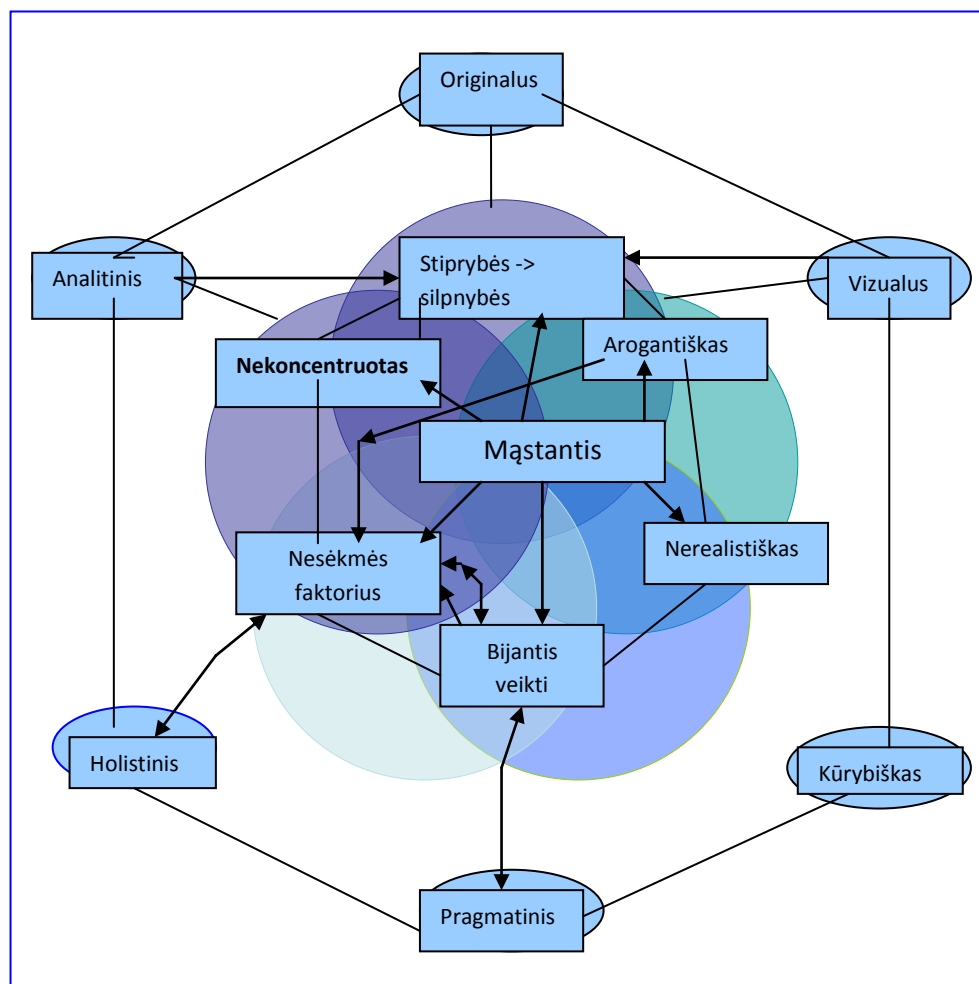 Originalus
Analitinis
Stiprybės ->
silpnybės
Vizualus
Nekoncentruotas
Arogantiškas
Mąstantis
Nesėkmės
faktorius
Nerealistiškas
Bijantis
veikti
Holistinis
Kūrybiškas
Pragmatinis